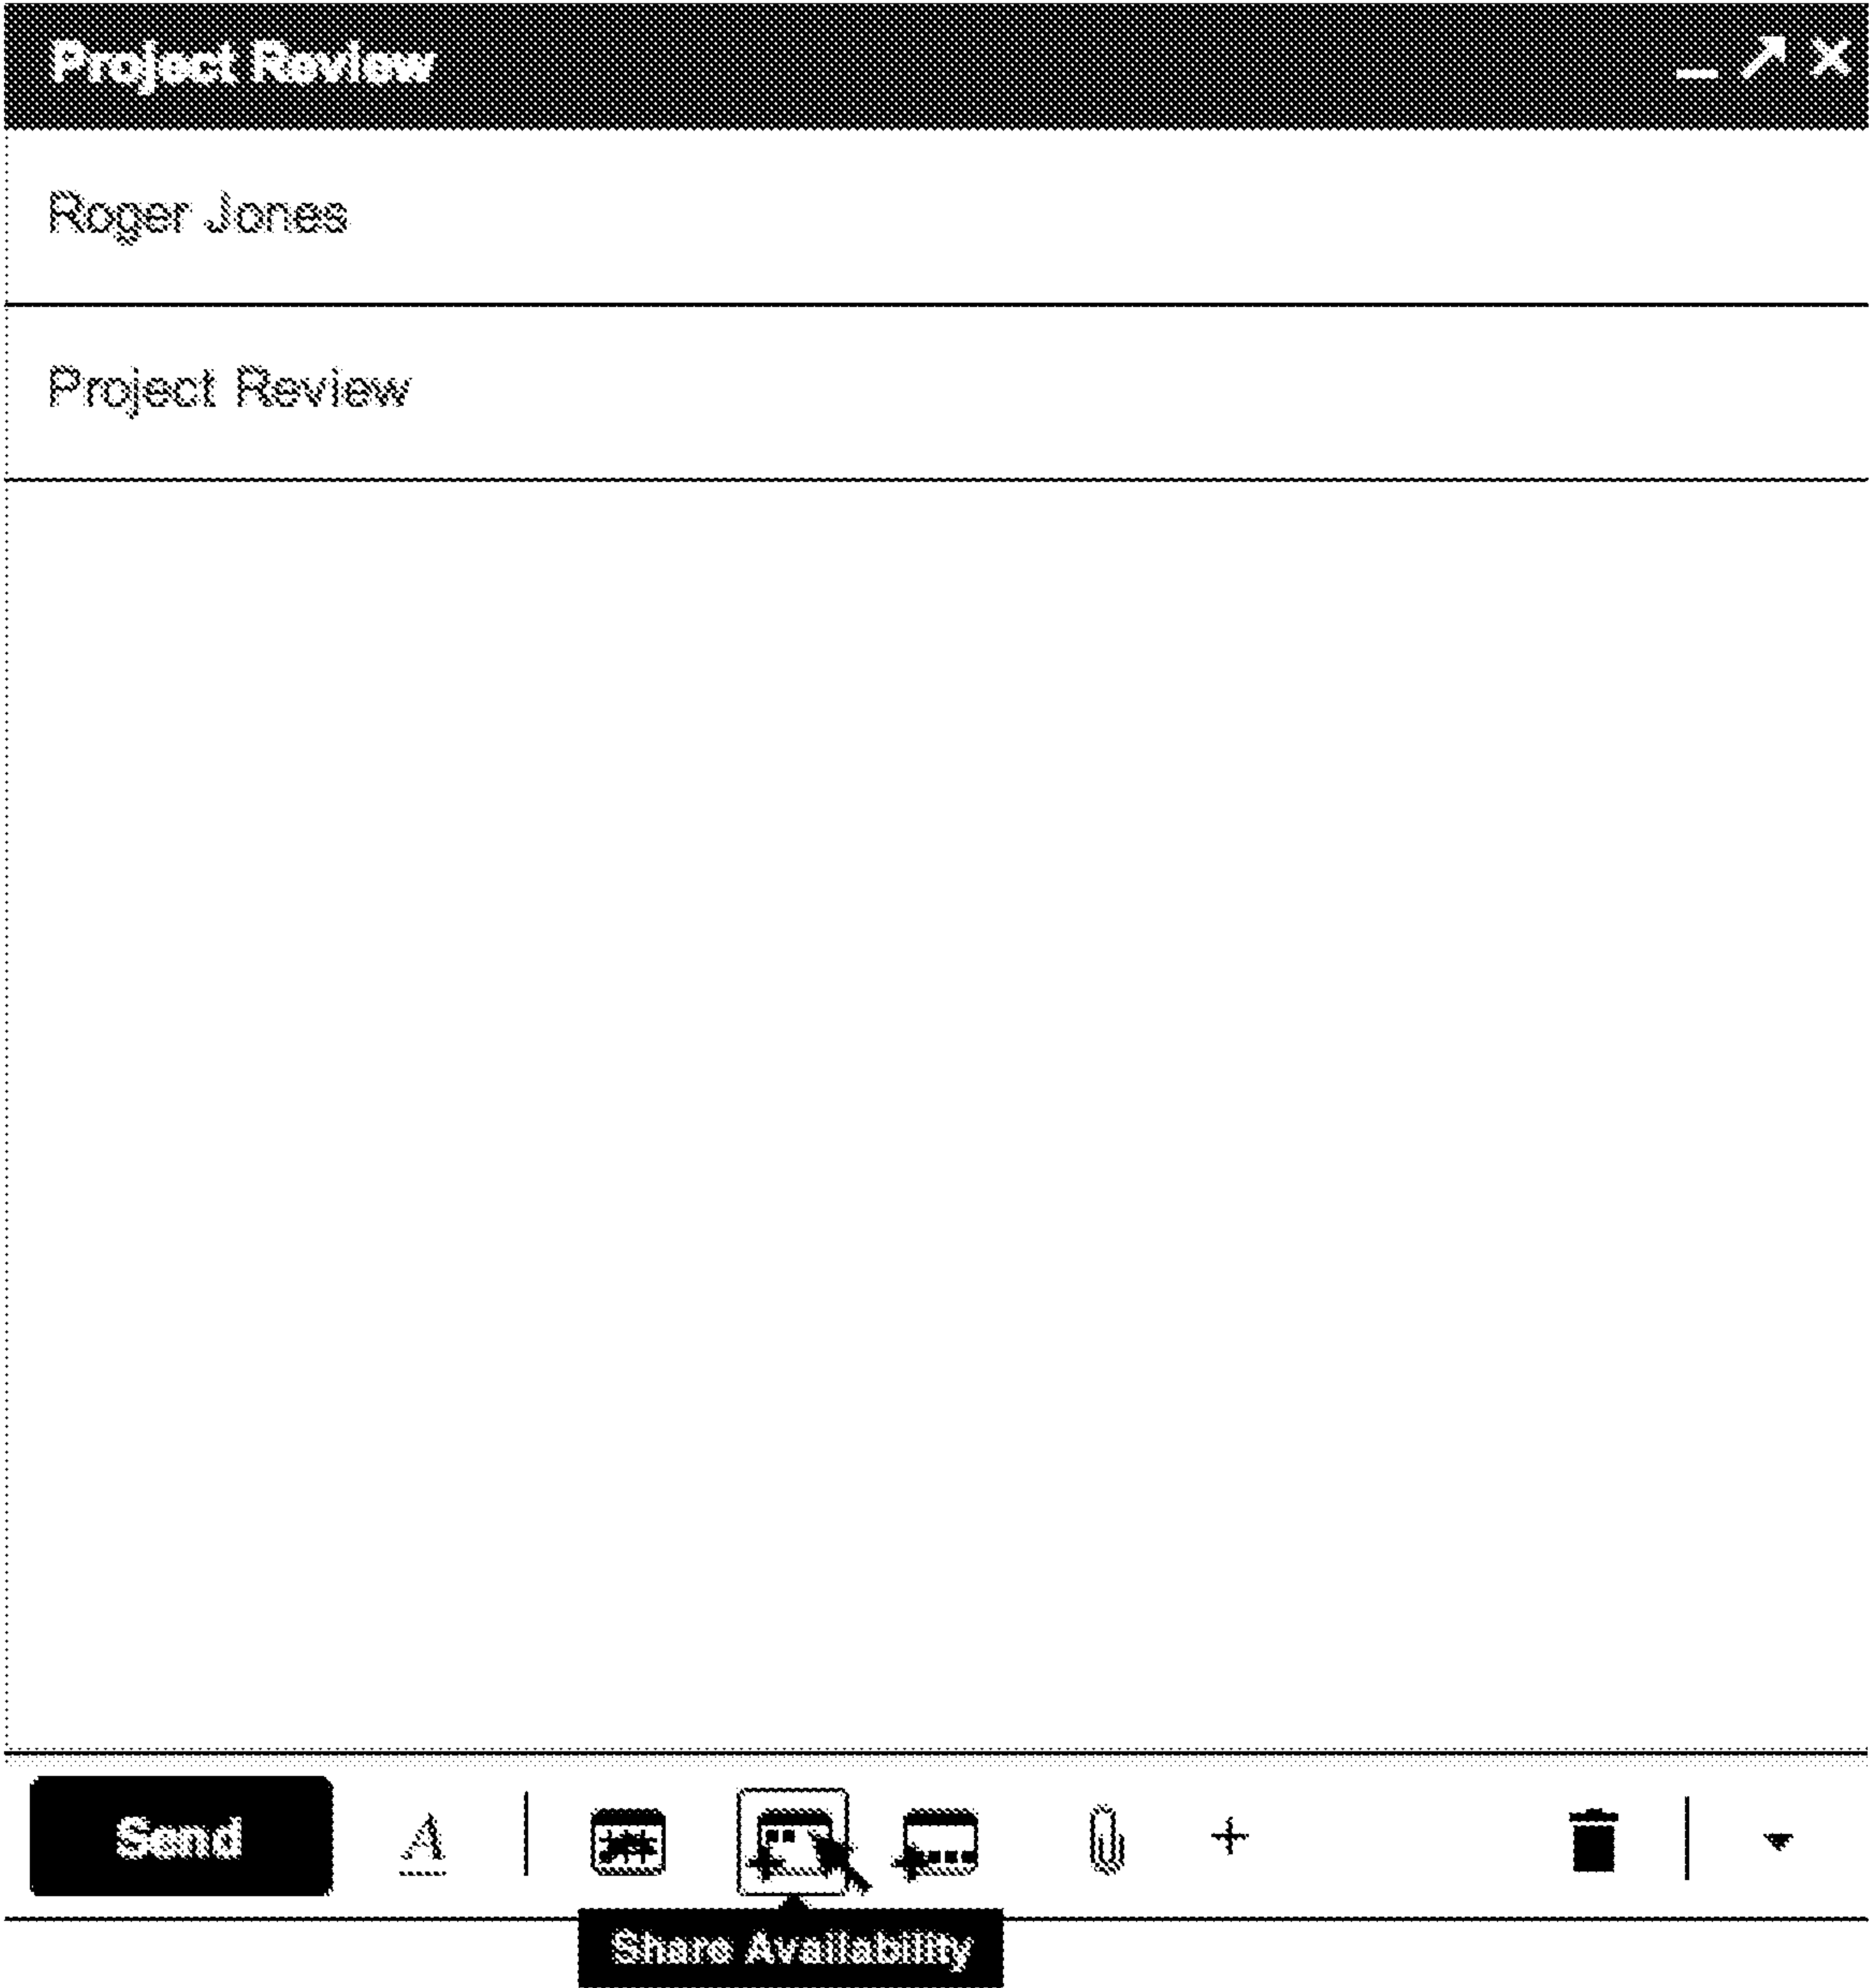 Project Review
Roger Jones
Project Review
Send A
Share Availability